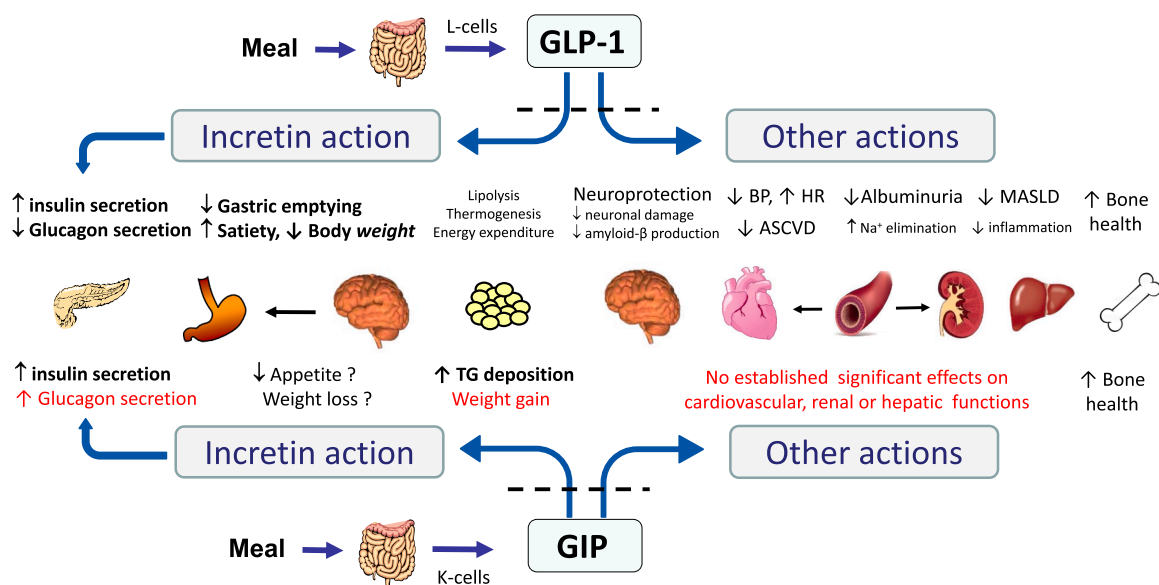 Meal
L-cells
GLP-1
Incretin action
Other actions
↑ insulin secretion
↓ Glucagon secretion
↓ Gastric emptying
↑ Satiety, ↓ Body weight
Lipolysis
Thermogenesis
Energy expenditure
Neuroprotection
↓ neuronal damage
↓ amyloid-β production
↓ BP, ↑ HR
↓ ASCVD
↓Albuminuria
↑ Na⁺ elimination
↓ MASLD
↓ inflammation
↑ Bone
health
↑ insulin secretion
↑ Glucagon secretion
↓ Appetite ?
Weight loss ?
↑ TG deposition
Weight gain
No established significant effects on
cardiovascular, renal or hepatic functions
↑ Bone
health
Incretin action
Other actions
Meal
K-cells
GIP